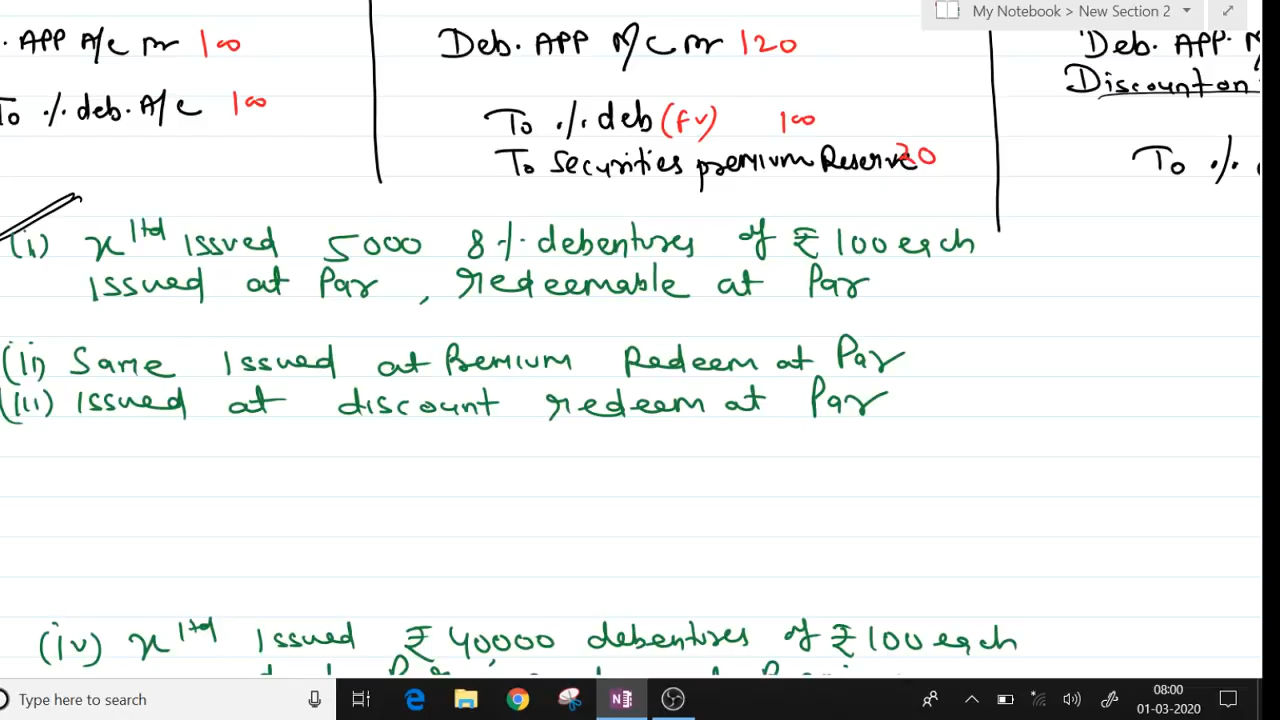 My Notebook > New Section 2
. APP A/c Dr 100
To %deb. A/c 100
Deb. APP A/C Dr 120
To % deb (FV) 100
To Securities premium Reserve 20
Deb. APP.
Discount on
To %
(i) x ltd issued 5000 8% debentures of ₹100 each
issued at Par, redeemable at Par
(ii) Same issued at Premium Redeem at Par
(iii) issued at discount redeem at Par
(iv) x ltd issued ₹40000 debentures of ₹100 each
Type here to search
08:00
01-03-2020